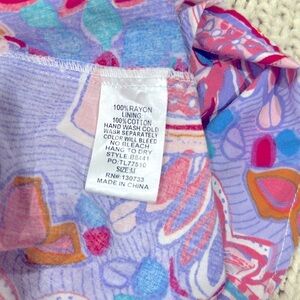 100% RAYON
LINING
100% COTTON
HAND WASH COLD
WASH SEPARATELY
COLOR WILL BLEED
NO BLEACH
HANG TO DRY
STYLE: B8441
PO:TL77510
SIZE: M
RN# 130733
MADE IN CHINA